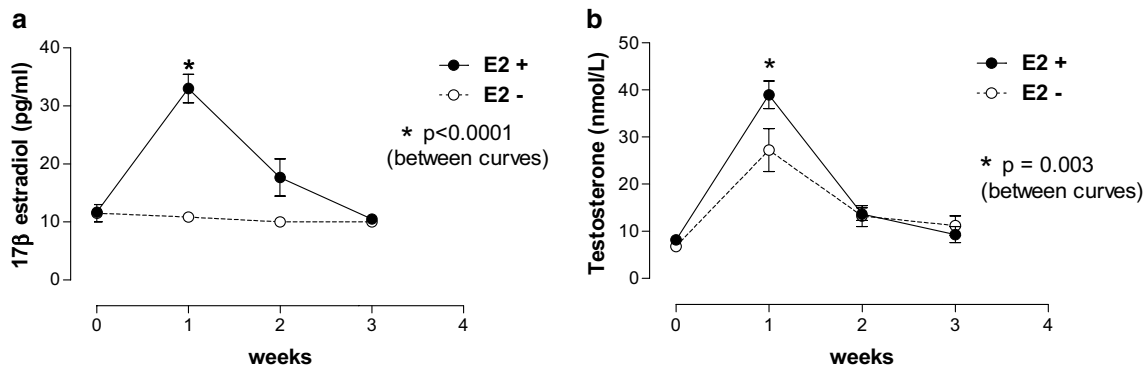 a
40
30
20
10
0
17β estradiol (pg/ml)
*
E2 +
E2 -
* p<0.0001
(between curves)
0 1 2 3 4
weeks
b
50
40
30
20
10
0
Testosterone (nmol/L)
*
E2 +
E2 -
* p = 0.003
(between curves)
0 1 2 3 4
weeks